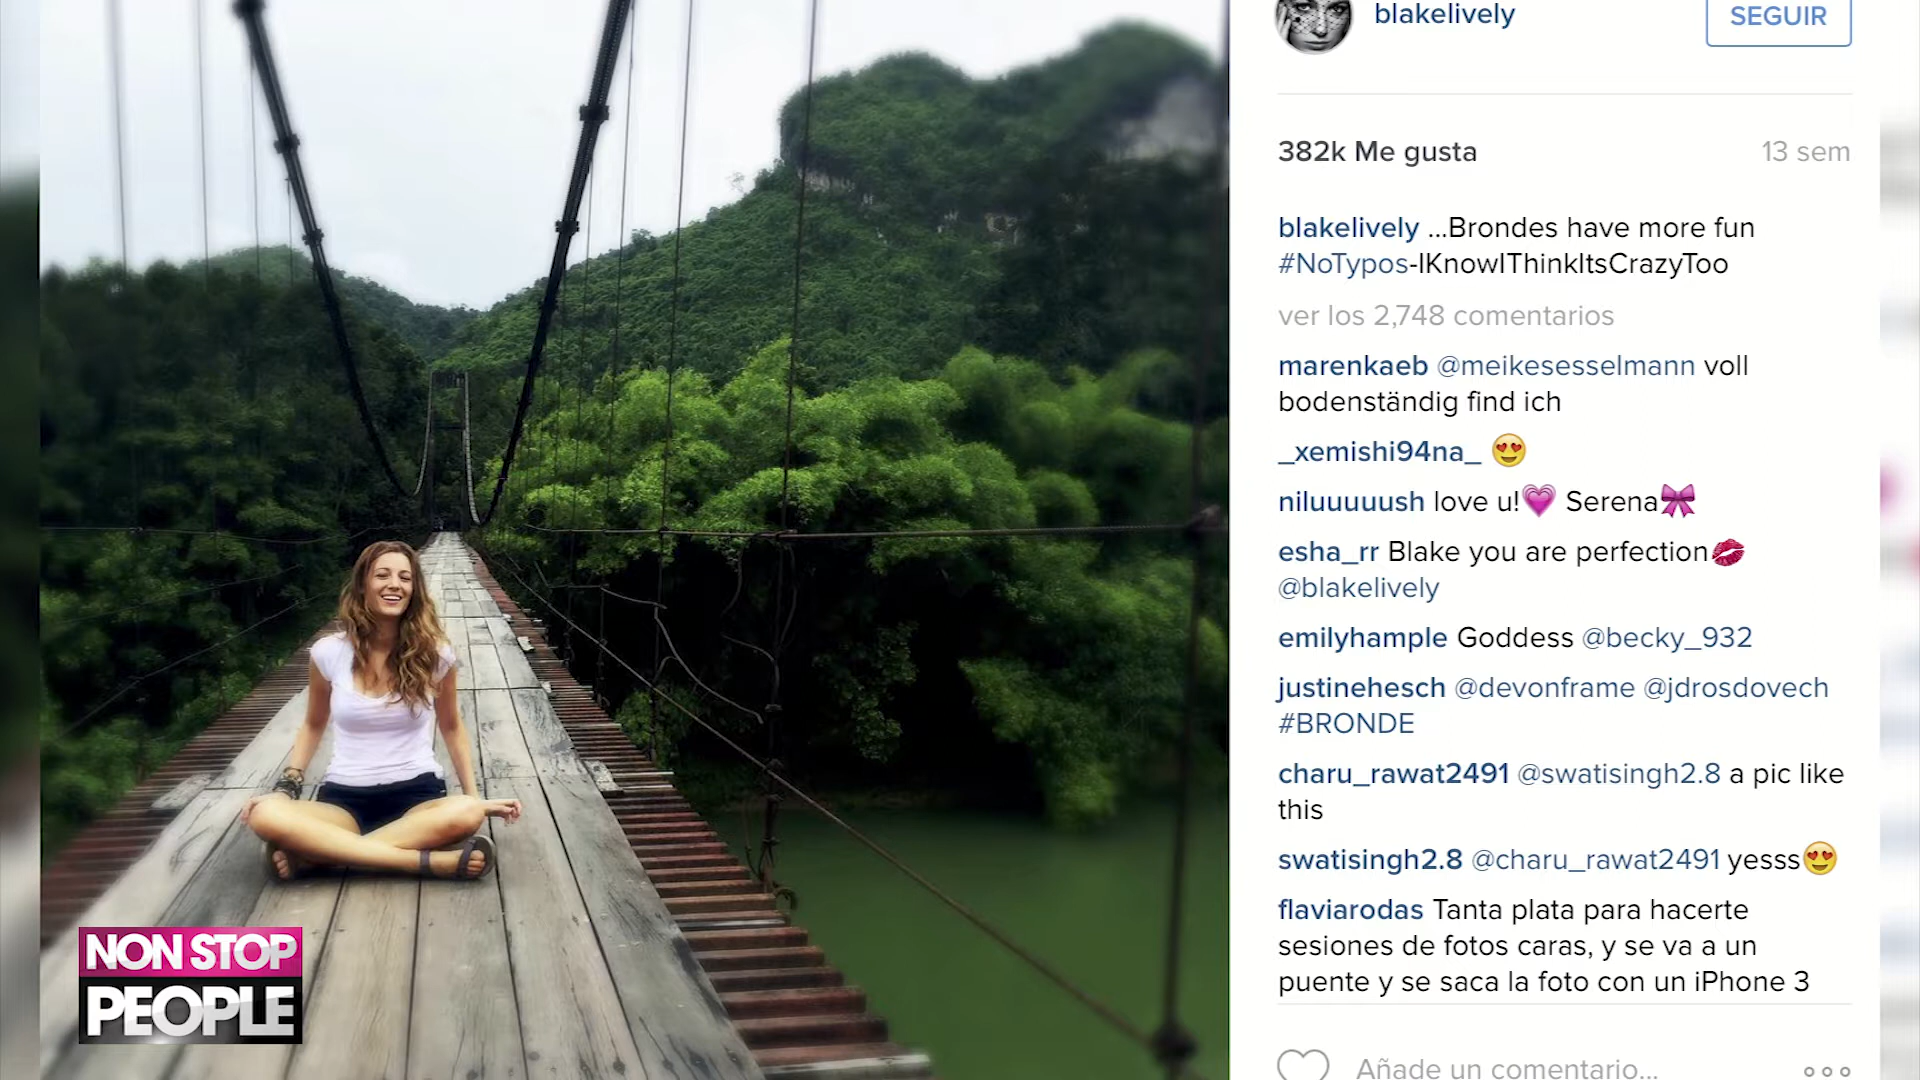 blakelively
SEGUIR
382k Me gusta
13 sem
blakelively ...Brondes have more fun
#NoTypos-IKnowIThinkItsCrazyToo
ver los 2,748 comentarios
marenkaeb @meikesesselmann voll
bodenständig find ich
_xemishi94na_ 😍
niluuuuush love u!💗 Serena🎀
esha_rr Blake you are perfection💋
@blakelively
emilyhample Goddess @becky_932
justinehesch @devonframe @jdrosdovech
#BRONDE
charu_rawat2491 @swatisingh2.8 a pic like
this
swatisingh2.8 @charu_rawat2491 yesss😍
flaviarodas Tanta plata para hacerte
sesiones de fotos caras, y se va a un
puente y se saca la foto con un iPhone 3
Añade un comentario...
NON STOP
PEOPLE